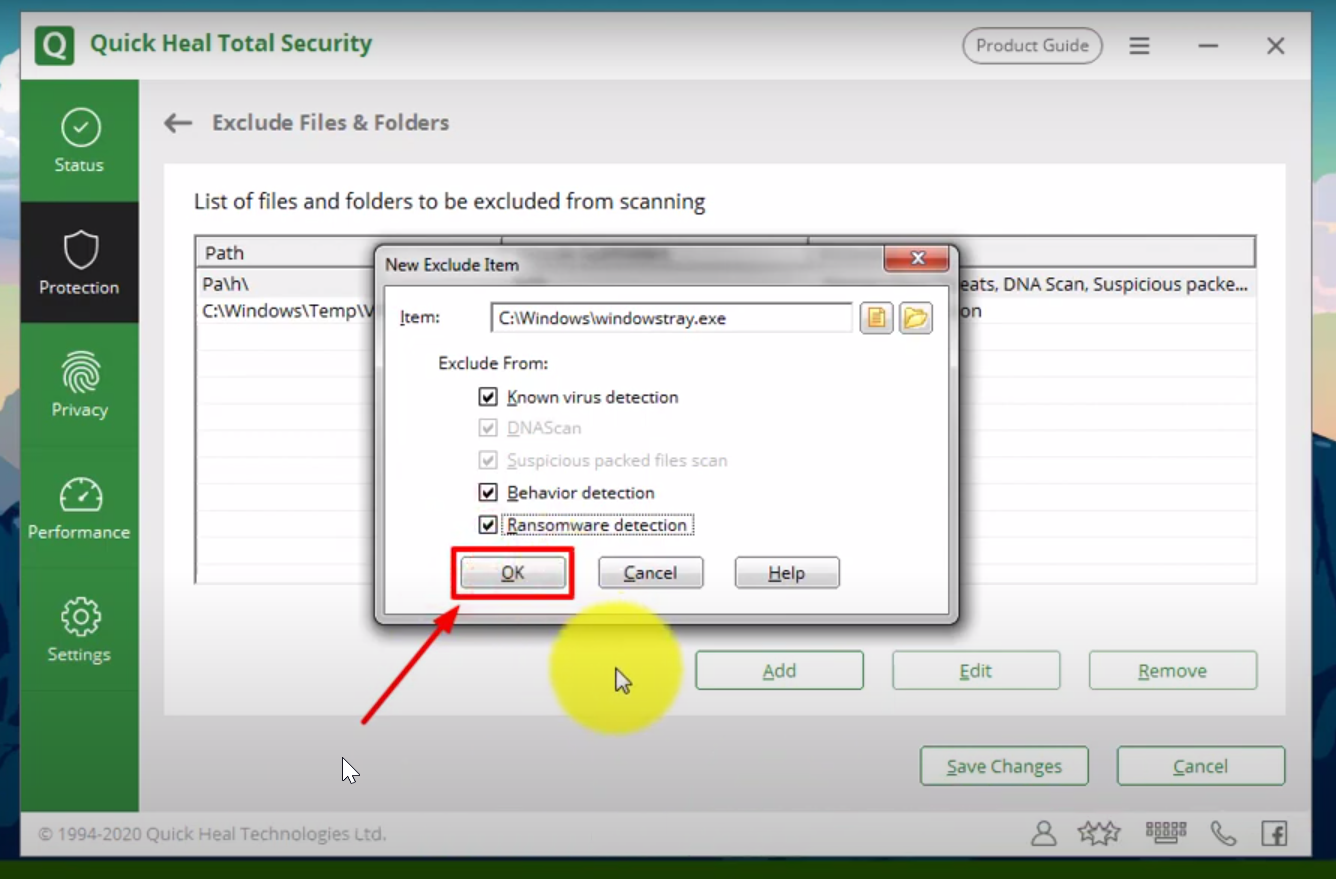 Quick Heal Total Security
Product Guide
Status
Protection
Privacy
Performance
Settings
Exclude Files & Folders
List of files and folders to be excluded from scanning
Path
Pa\h\
eats, DNA Scan, Suspicious packe...
C:\Windows\Temp\V
on
New Exclude Item
Item:
C:\Windows\windowstray.exe
Exclude From:
Known virus detection
DNAScan
Suspicious packed files scan
Behavior detection
Ransomware detection
OK
Cancel
Help
Add
Edit
Remove
Save Changes
Cancel
© 1994-2020 Quick Heal Technologies Ltd.